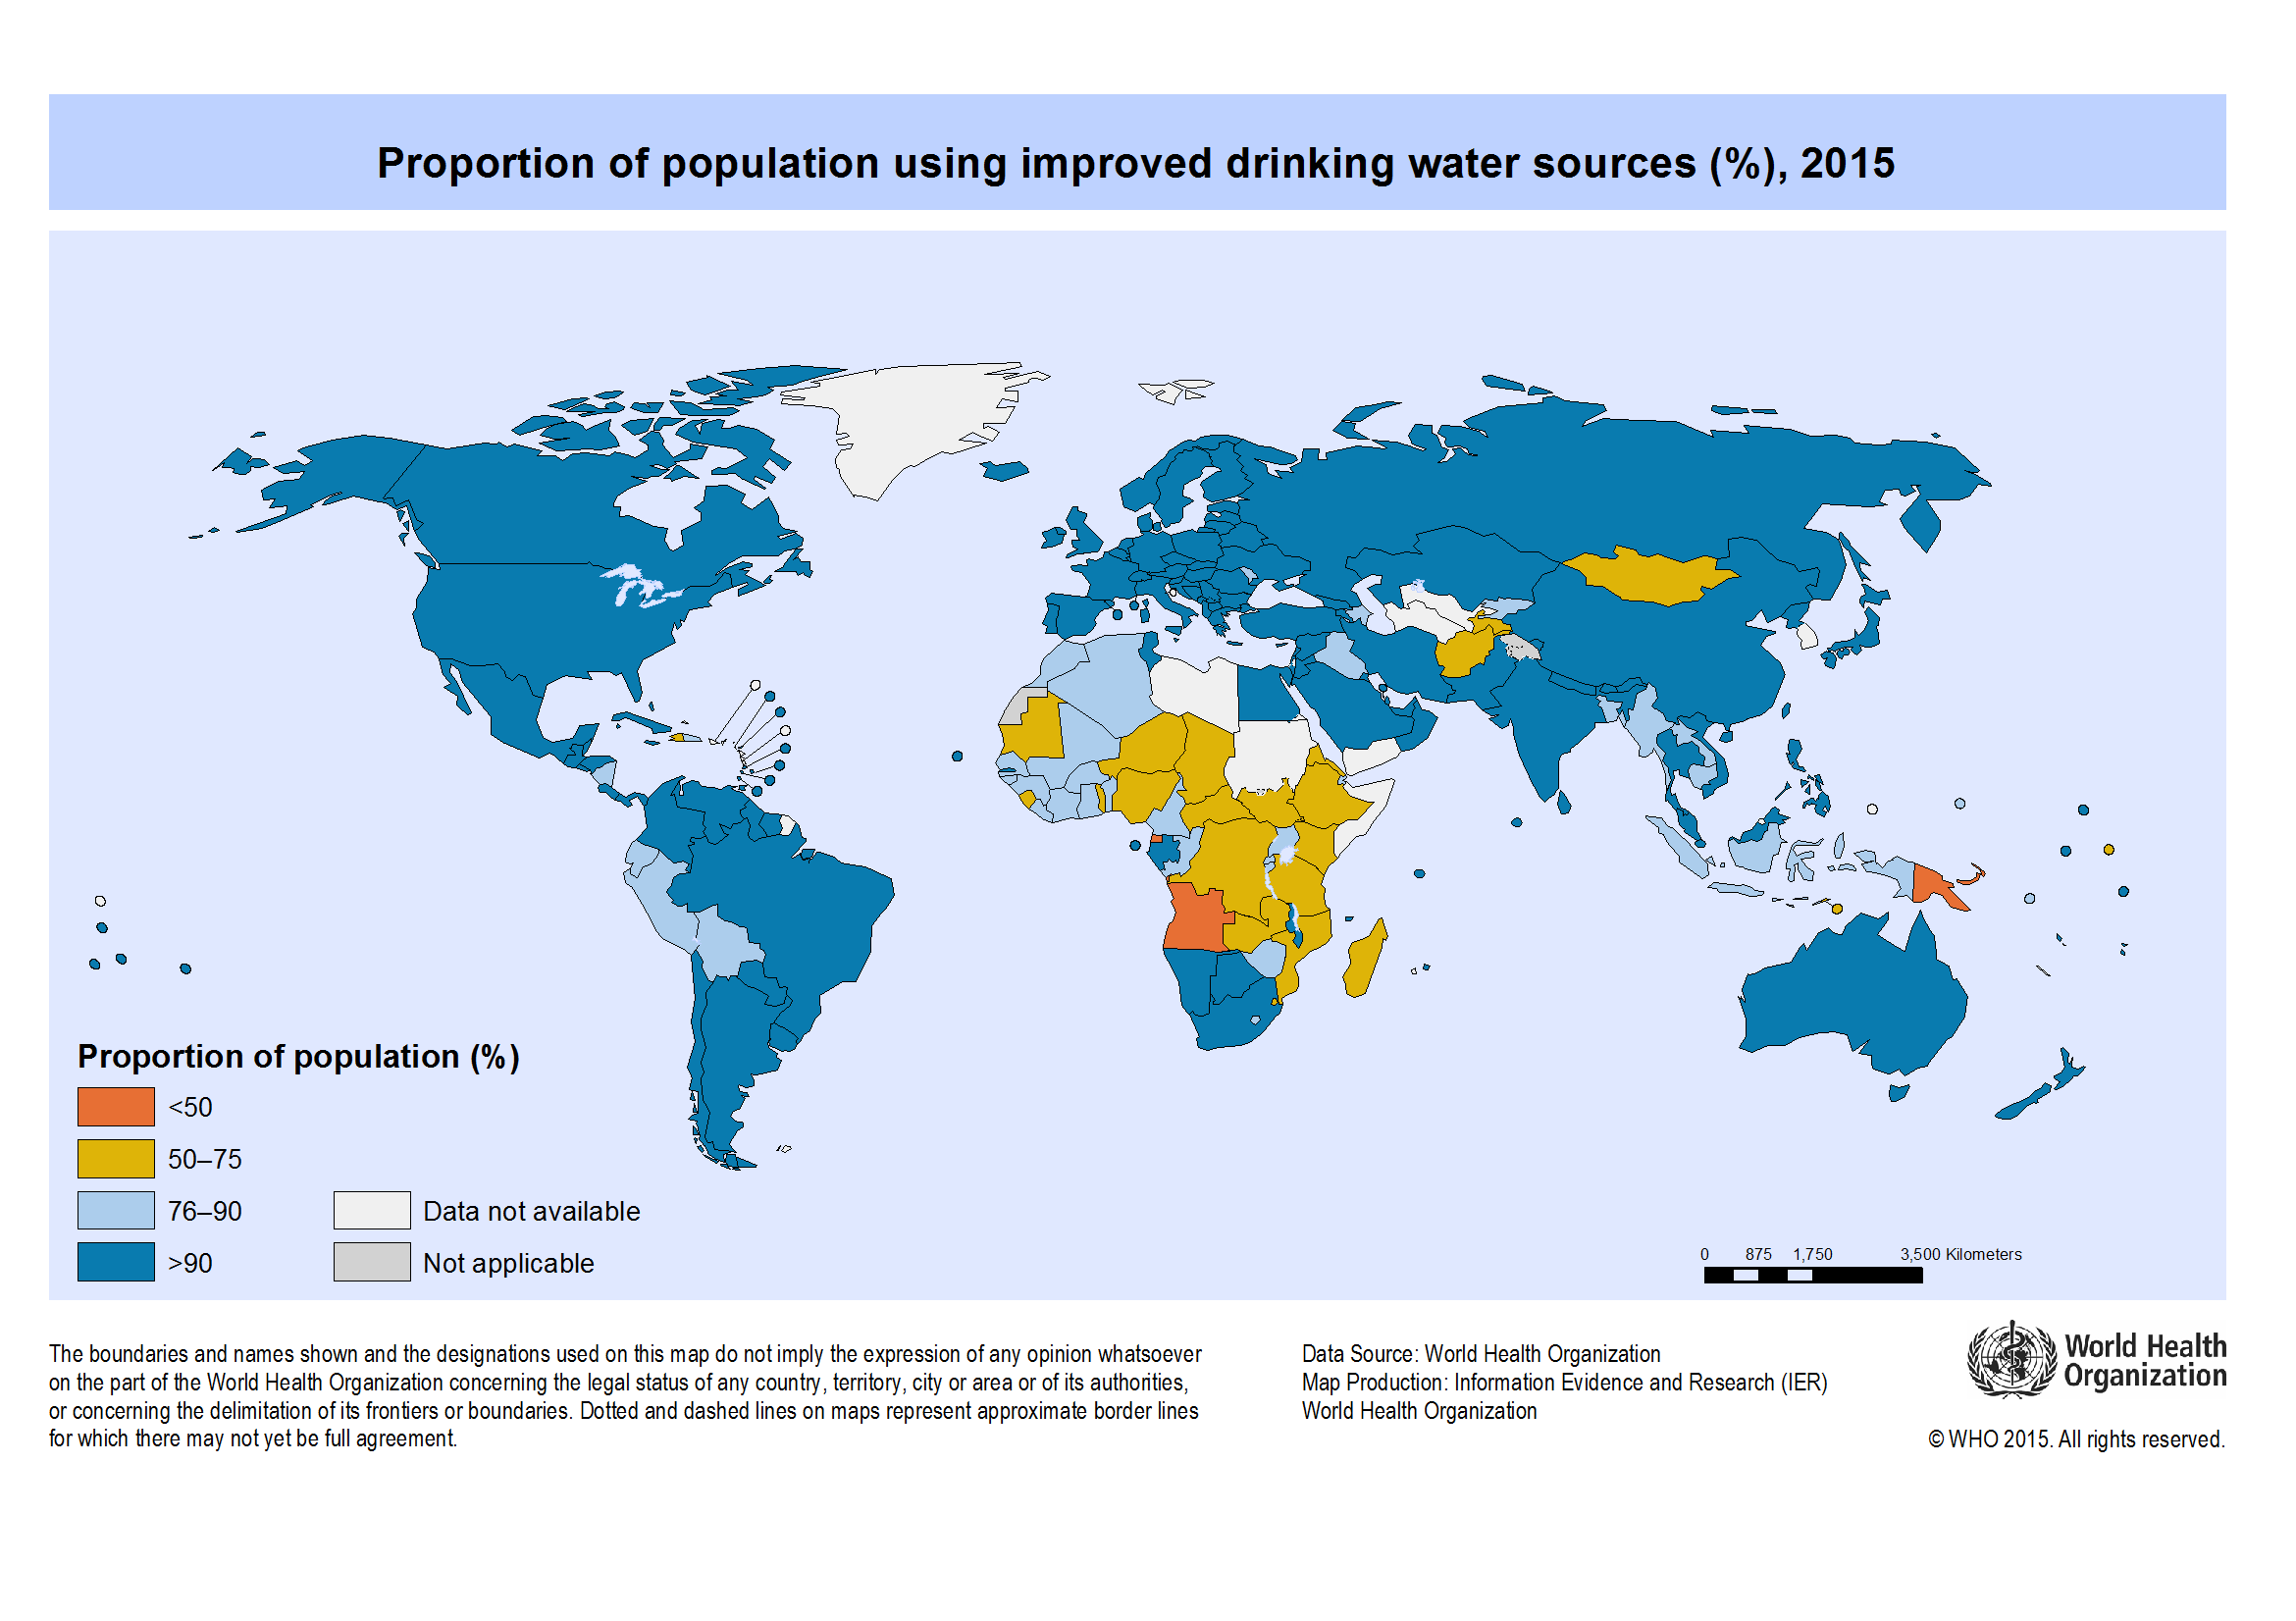 Proportion of population using improved drinking water sources (%), 2015
Proportion of population (%)
<50
50–75
76–90
>90
Data not available
Not applicable
0 875 1,750 3,500 Kilometers
The boundaries and names shown and the designations used on this map do not imply the expression of any opinion whatsoever
on the part of the World Health Organization concerning the legal status of any country, territory, city or area or of its authorities,
or concerning the delimitation of its frontiers or boundaries. Dotted and dashed lines on maps represent approximate border lines
for which there may not yet be full agreement.
Data Source: World Health Organization
Map Production: Information Evidence and Research (IER)
World Health Organization
World Health
Organization
© WHO 2015. All rights reserved.